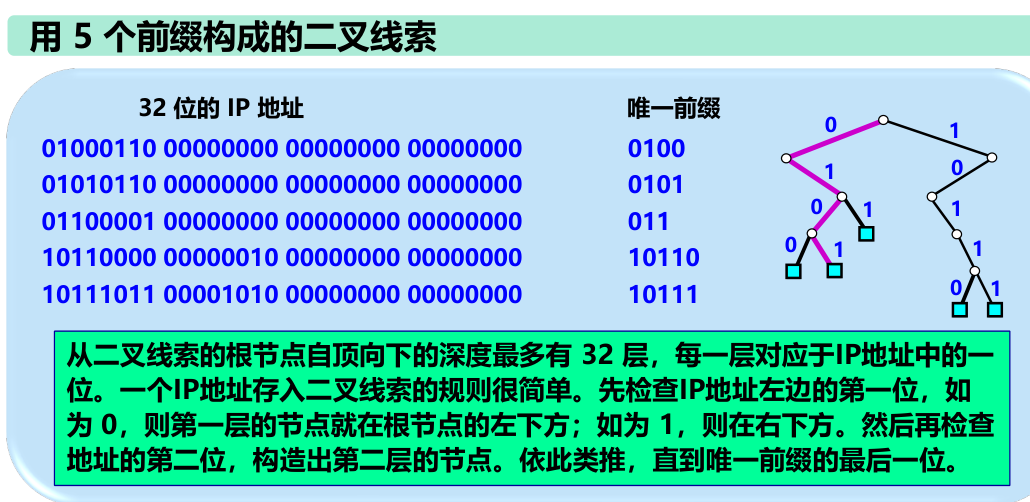 用 5 个前缀构成的二叉线索
32 位的 IP 地址 唯一前缀
01000110 00000000 00000000 00000000 0100
01010110 00000000 00000000 00000000 0101
01100001 00000000 00000000 00000000 011
10110000 00000010 00000000 00000000 10110
10111011 00001010 00000000 00000000 10111
0 1
1 0
0 1 1
0 1 1
0 1
从二叉线索的根节点自顶向下的深度最多有 32 层，每一层对应于IP地址中的一
位。一个IP地址存入二叉线索的规则很简单。先检查IP地址左边的第一位，如
为 0，则第一层的节点就在根节点的左下方；如为 1，则在右下方。然后再检查
地址的第二位，构造出第二层的节点。依此类推，直到唯一前缀的最后一位。